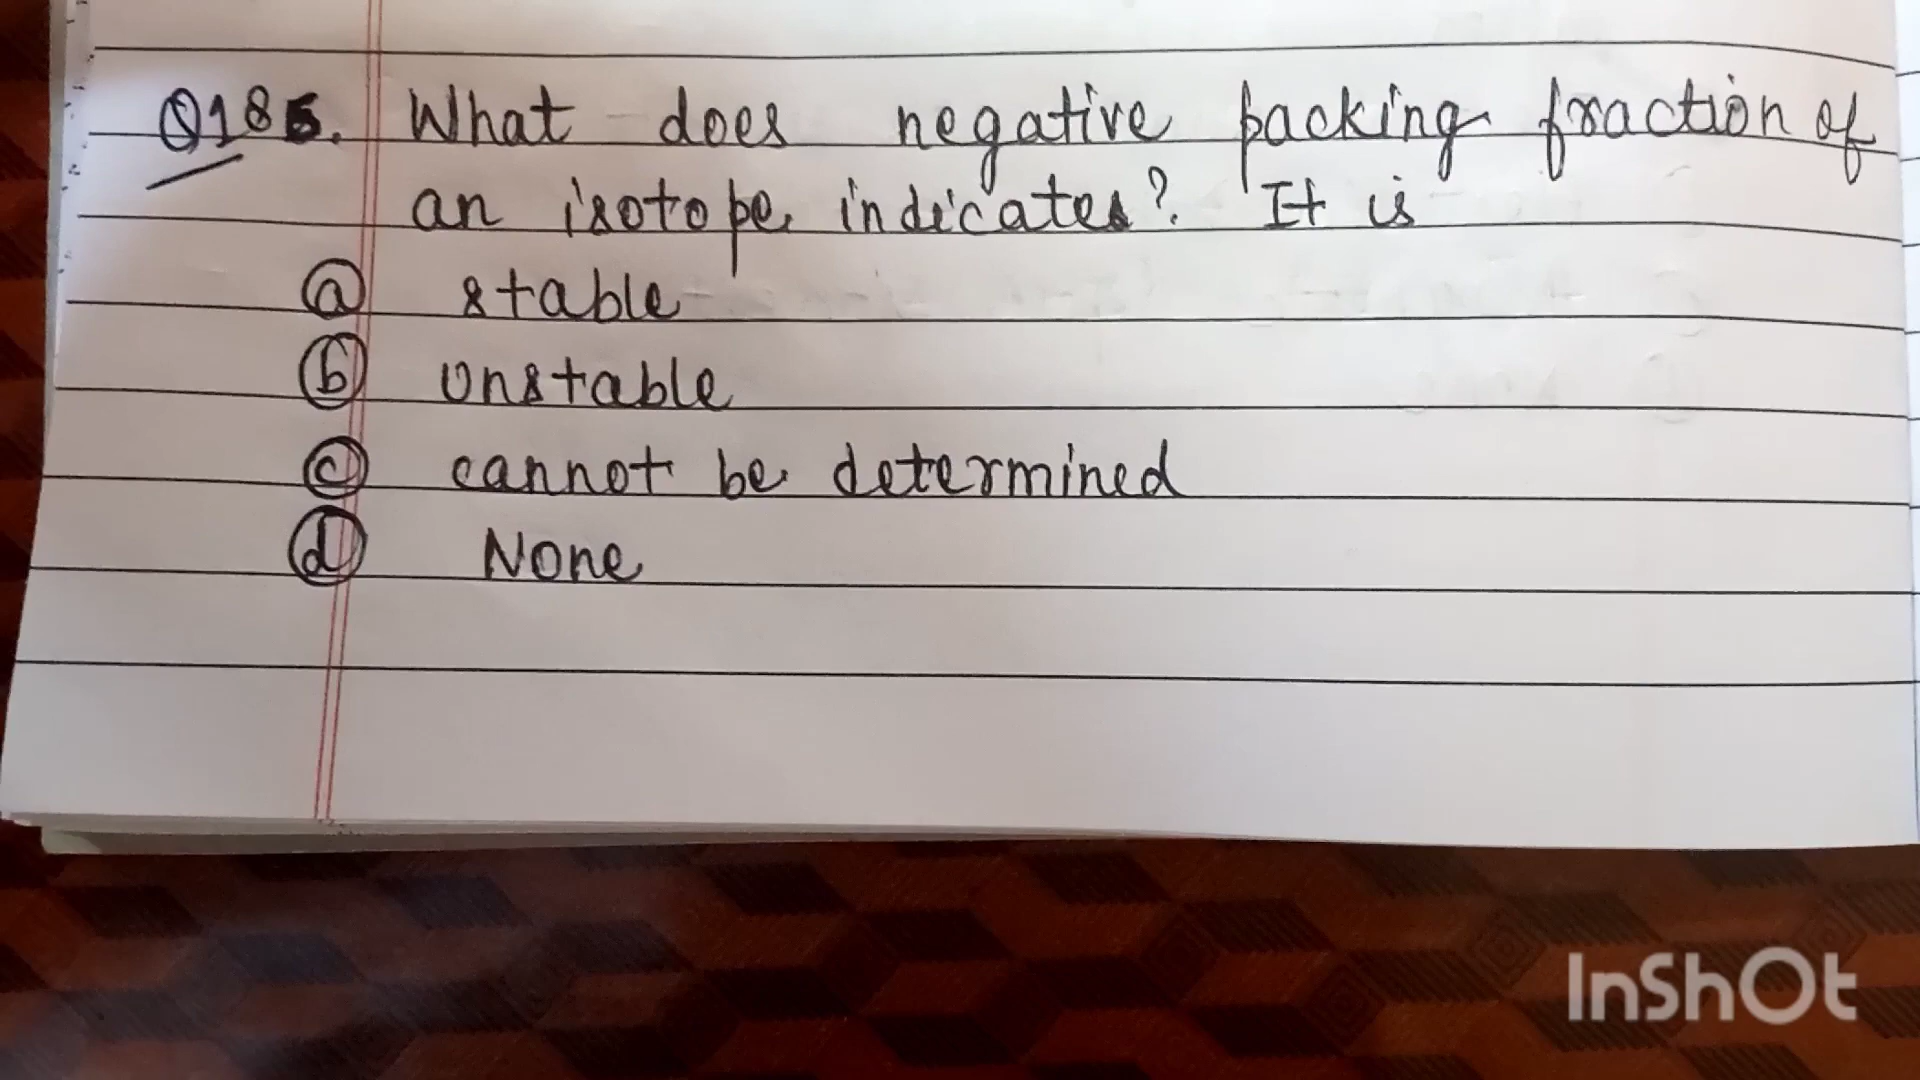 Q186. What does negative packing fraction of
an isotope indicates? It is
(a) stable
(b) unstable
(c) cannot be determined
(d) None
InShOt